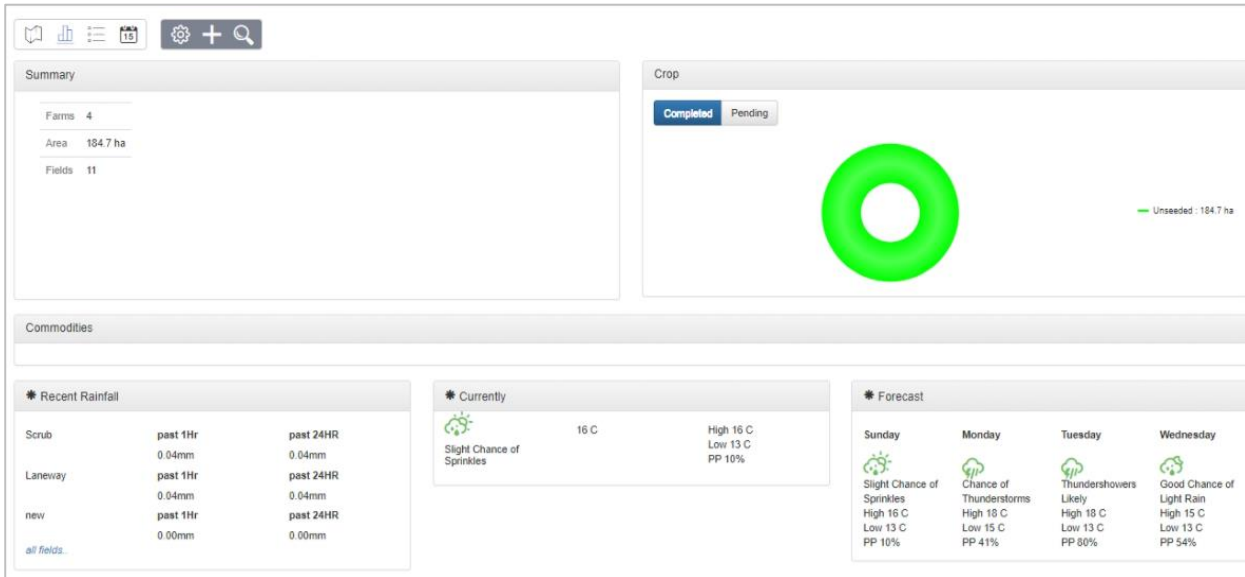 15
Summary
Farms 4
Area 184.7 ha
Fields 11
Crop
Completed Pending
Unseeded : 184.7 ha
Commodities
Recent Rainfall
Scrub past 1Hr past 24HR
0.04mm 0.04mm
Laneway past 1Hr past 24HR
0.04mm 0.04mm
new past 1Hr past 24HR
0.00mm 0.00mm
all fields..
Currently
Slight Chance of
Sprinkles
16 C
High 16 C
Low 13 C
PP 10%
Forecast
Sunday
Slight Chance of
Sprinkles
High 16 C
Low 13 C
PP 10%
Monday
Chance of
Thunderstorms
High 18 C
Low 15 C
PP 41%
Tuesday
Thundershowers
Likely
High 18 C
Low 13 C
PP 80%
Wednesday
Good Chance of
Light Rain
High 15 C
Low 13 C
PP 54%